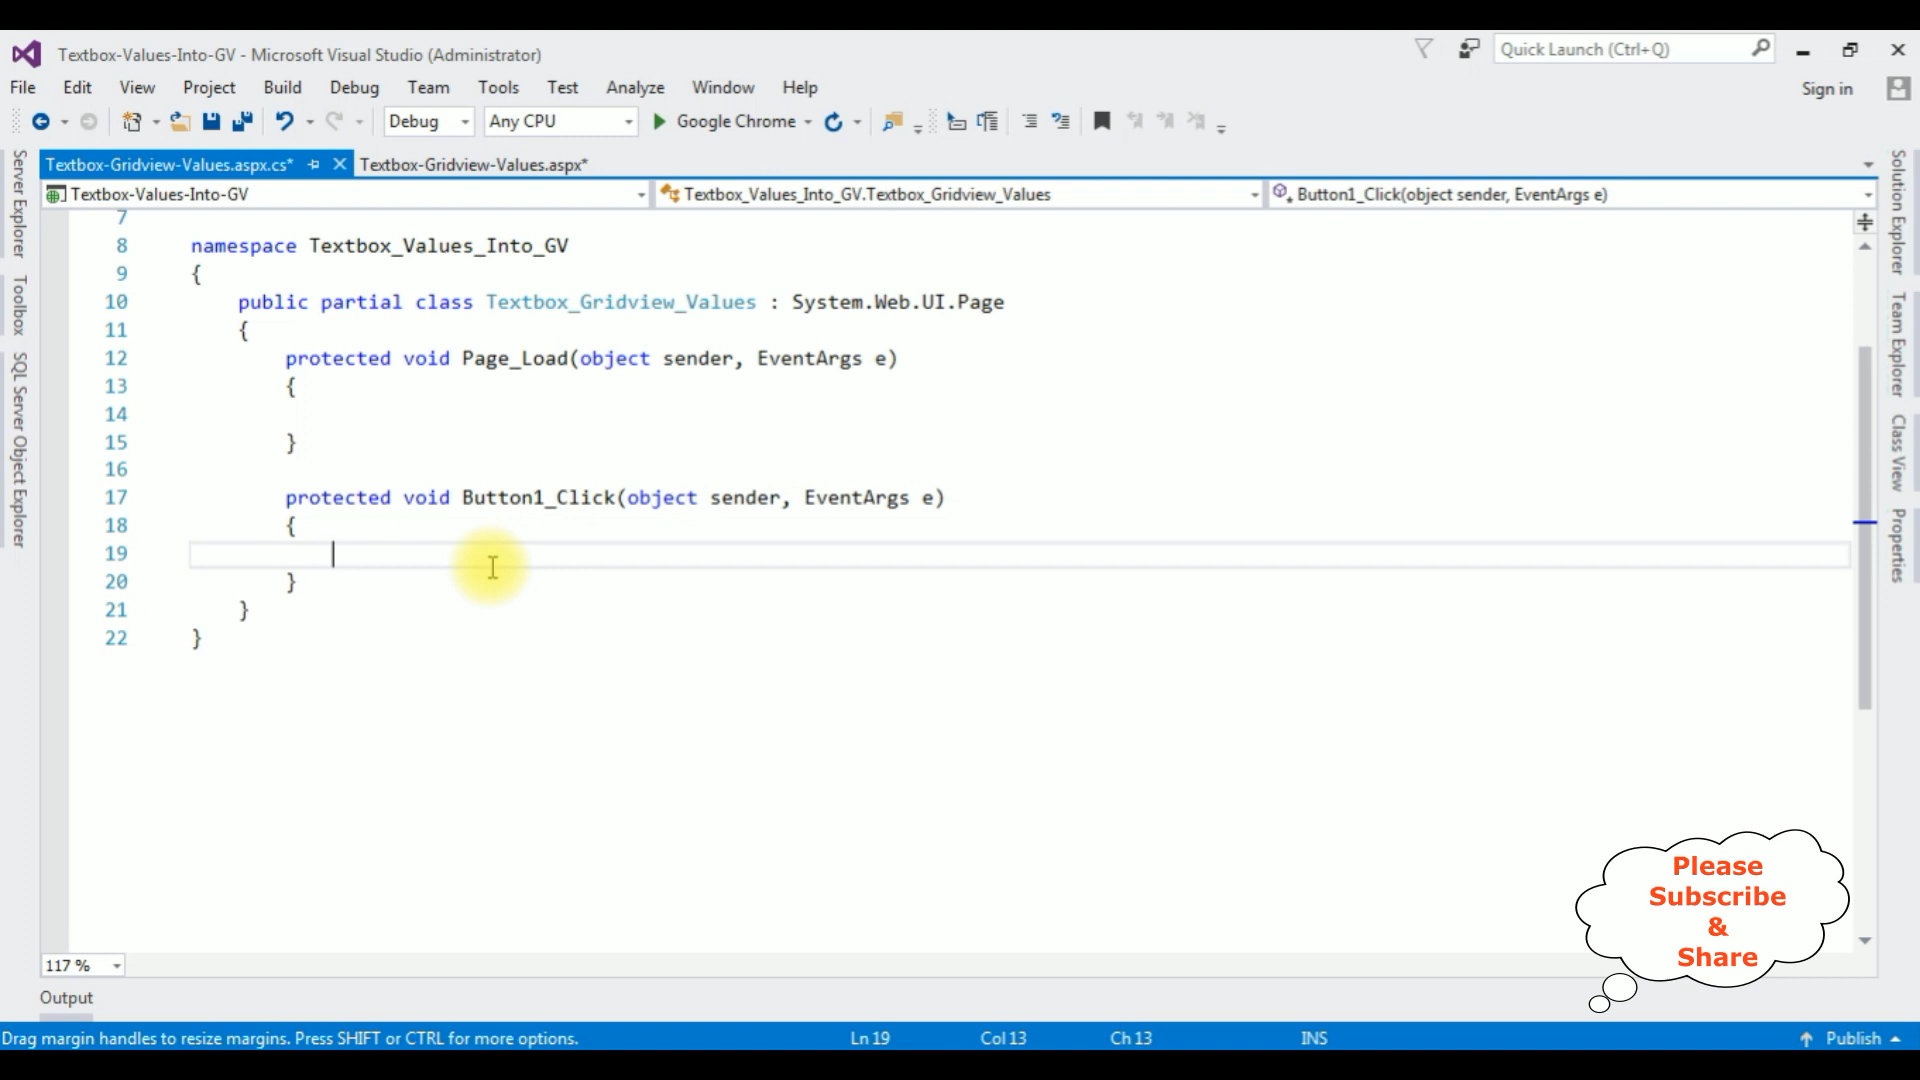 Textbox-Values-Into-GV - Microsoft Visual Studio (Administrator)
Quick Launch (Ctrl+Q)
File Edit View Project Build Debug Team Tools Test Analyze Window Help
Sign in
Debug Any CPU Google Chrome
Textbox-Gridview-Values.aspx.cs* Textbox-Gridview-Values.aspx*
Textbox-Values-Into-GV Textbox_Values_Into_GV.Textbox_Gridview_Values Button1_Click(object sender, EventArgs e)
Server Explorer
Toolbox
SQL Server Object Explorer
7
8 namespace Textbox_Values_Into_GV
9 {
10 public partial class Textbox_Gridview_Values : System.Web.UI.Page
11 {
12 protected void Page_Load(object sender, EventArgs e)
13 {
14
15 }
16
17 protected void Button1_Click(object sender, EventArgs e)
18 {
19
20 }
21 }
22 }
Solution Explorer
Team Explorer
Class View
Properties
Please
Subscribe
&
Share
117 %
Output
Drag margin handles to resize margins. Press SHIFT or CTRL for more options. Ln 19 Col 13 Ch 13 INS Publish